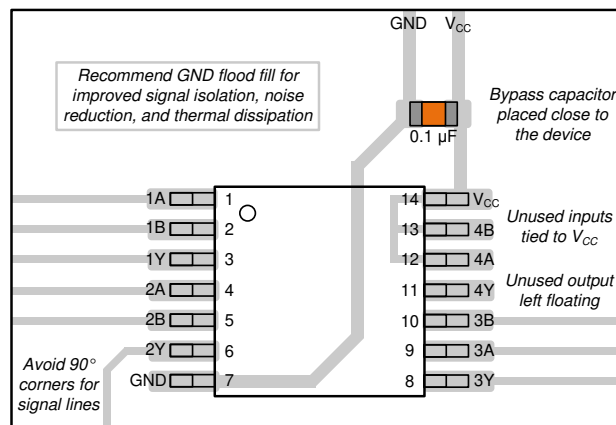 GND VCC
Recommend GND flood fill for
improved signal isolation, noise
reduction, and thermal dissipation
Bypass capacitor
placed close to
the device
0.1 µF
1A 1 14 VCC
1B 2 13 4B
Unused inputs
tied to VCC
1Y 3 12 4A
2A 4 11 4Y
Unused output
left floating
2B 5 10 3B
2Y 6 9 3A
Avoid 90°
corners for
signal lines
GND 7 8 3Y